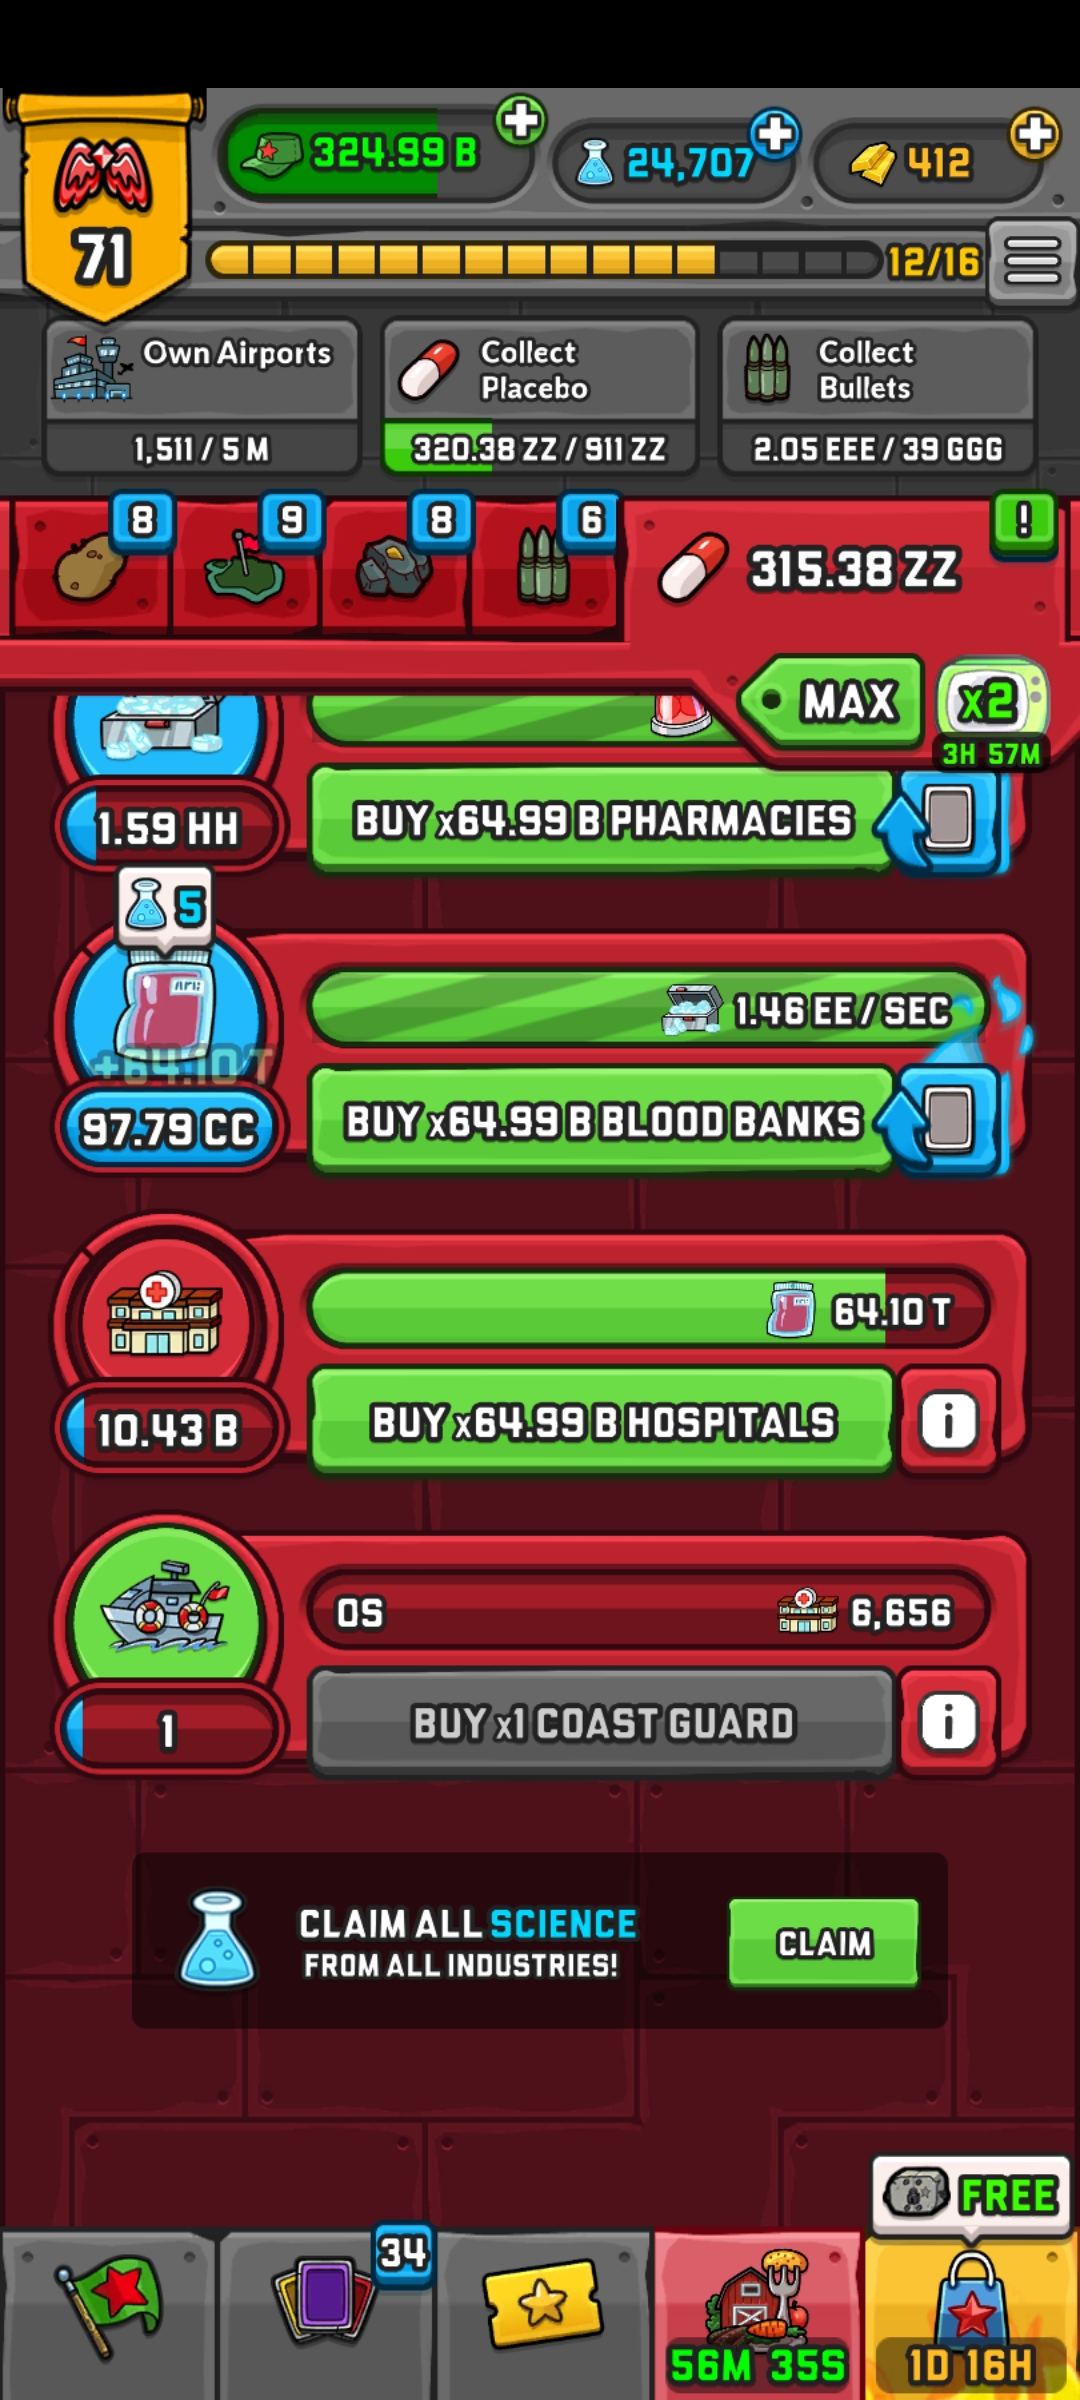 324.99 B
24,707
412
71
12/16
Own Airports
1,511 / 5 M
Collect
Placebo
320.38 ZZ / 911 ZZ
Collect
Bullets
2.05 EEE / 39 GGG
8
9
8
6
315.38 ZZ
!
MAX
x2
3H 57M
1.59 HH
BUY x64.99 B PHARMACIES
5
+64.10 T
1.46 EE / SEC
97.79 CC
BUY x64.99 B BLOOD BANKS
64.10 T
10.43 B
BUY x64.99 B HOSPITALS
i
0S
6,656
1
BUY x1 COAST GUARD
i
CLAIM ALL SCIENCE
FROM ALL INDUSTRIES!
CLAIM
FREE
34
56M 35S
1D 16H